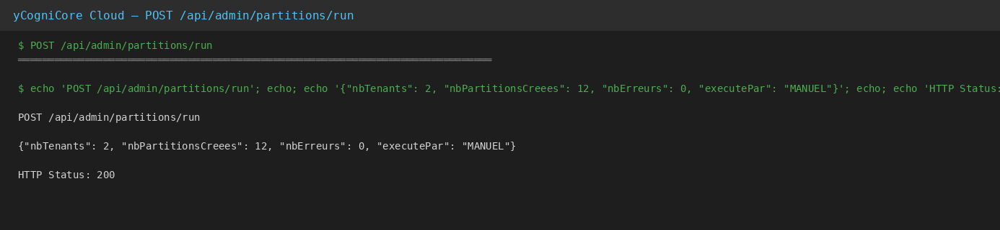 yCogniCore Cloud — POST /api/admin/partitions/run
$ POST /api/admin/partitions/run
══════════════════════════════════════════════════════════════════════════════
$ echo 'POST /api/admin/partitions/run'; echo; echo '{"nbTenants": 2, "nbPartitionsCreees": 12, "nbErreurs": 0, "executePar": "MANUEL"}'; echo; echo 'HTTP Status:
POST /api/admin/partitions/run
{"nbTenants": 2, "nbPartitionsCreees": 12, "nbErreurs": 0, "executePar": "MANUEL"}
HTTP Status: 200